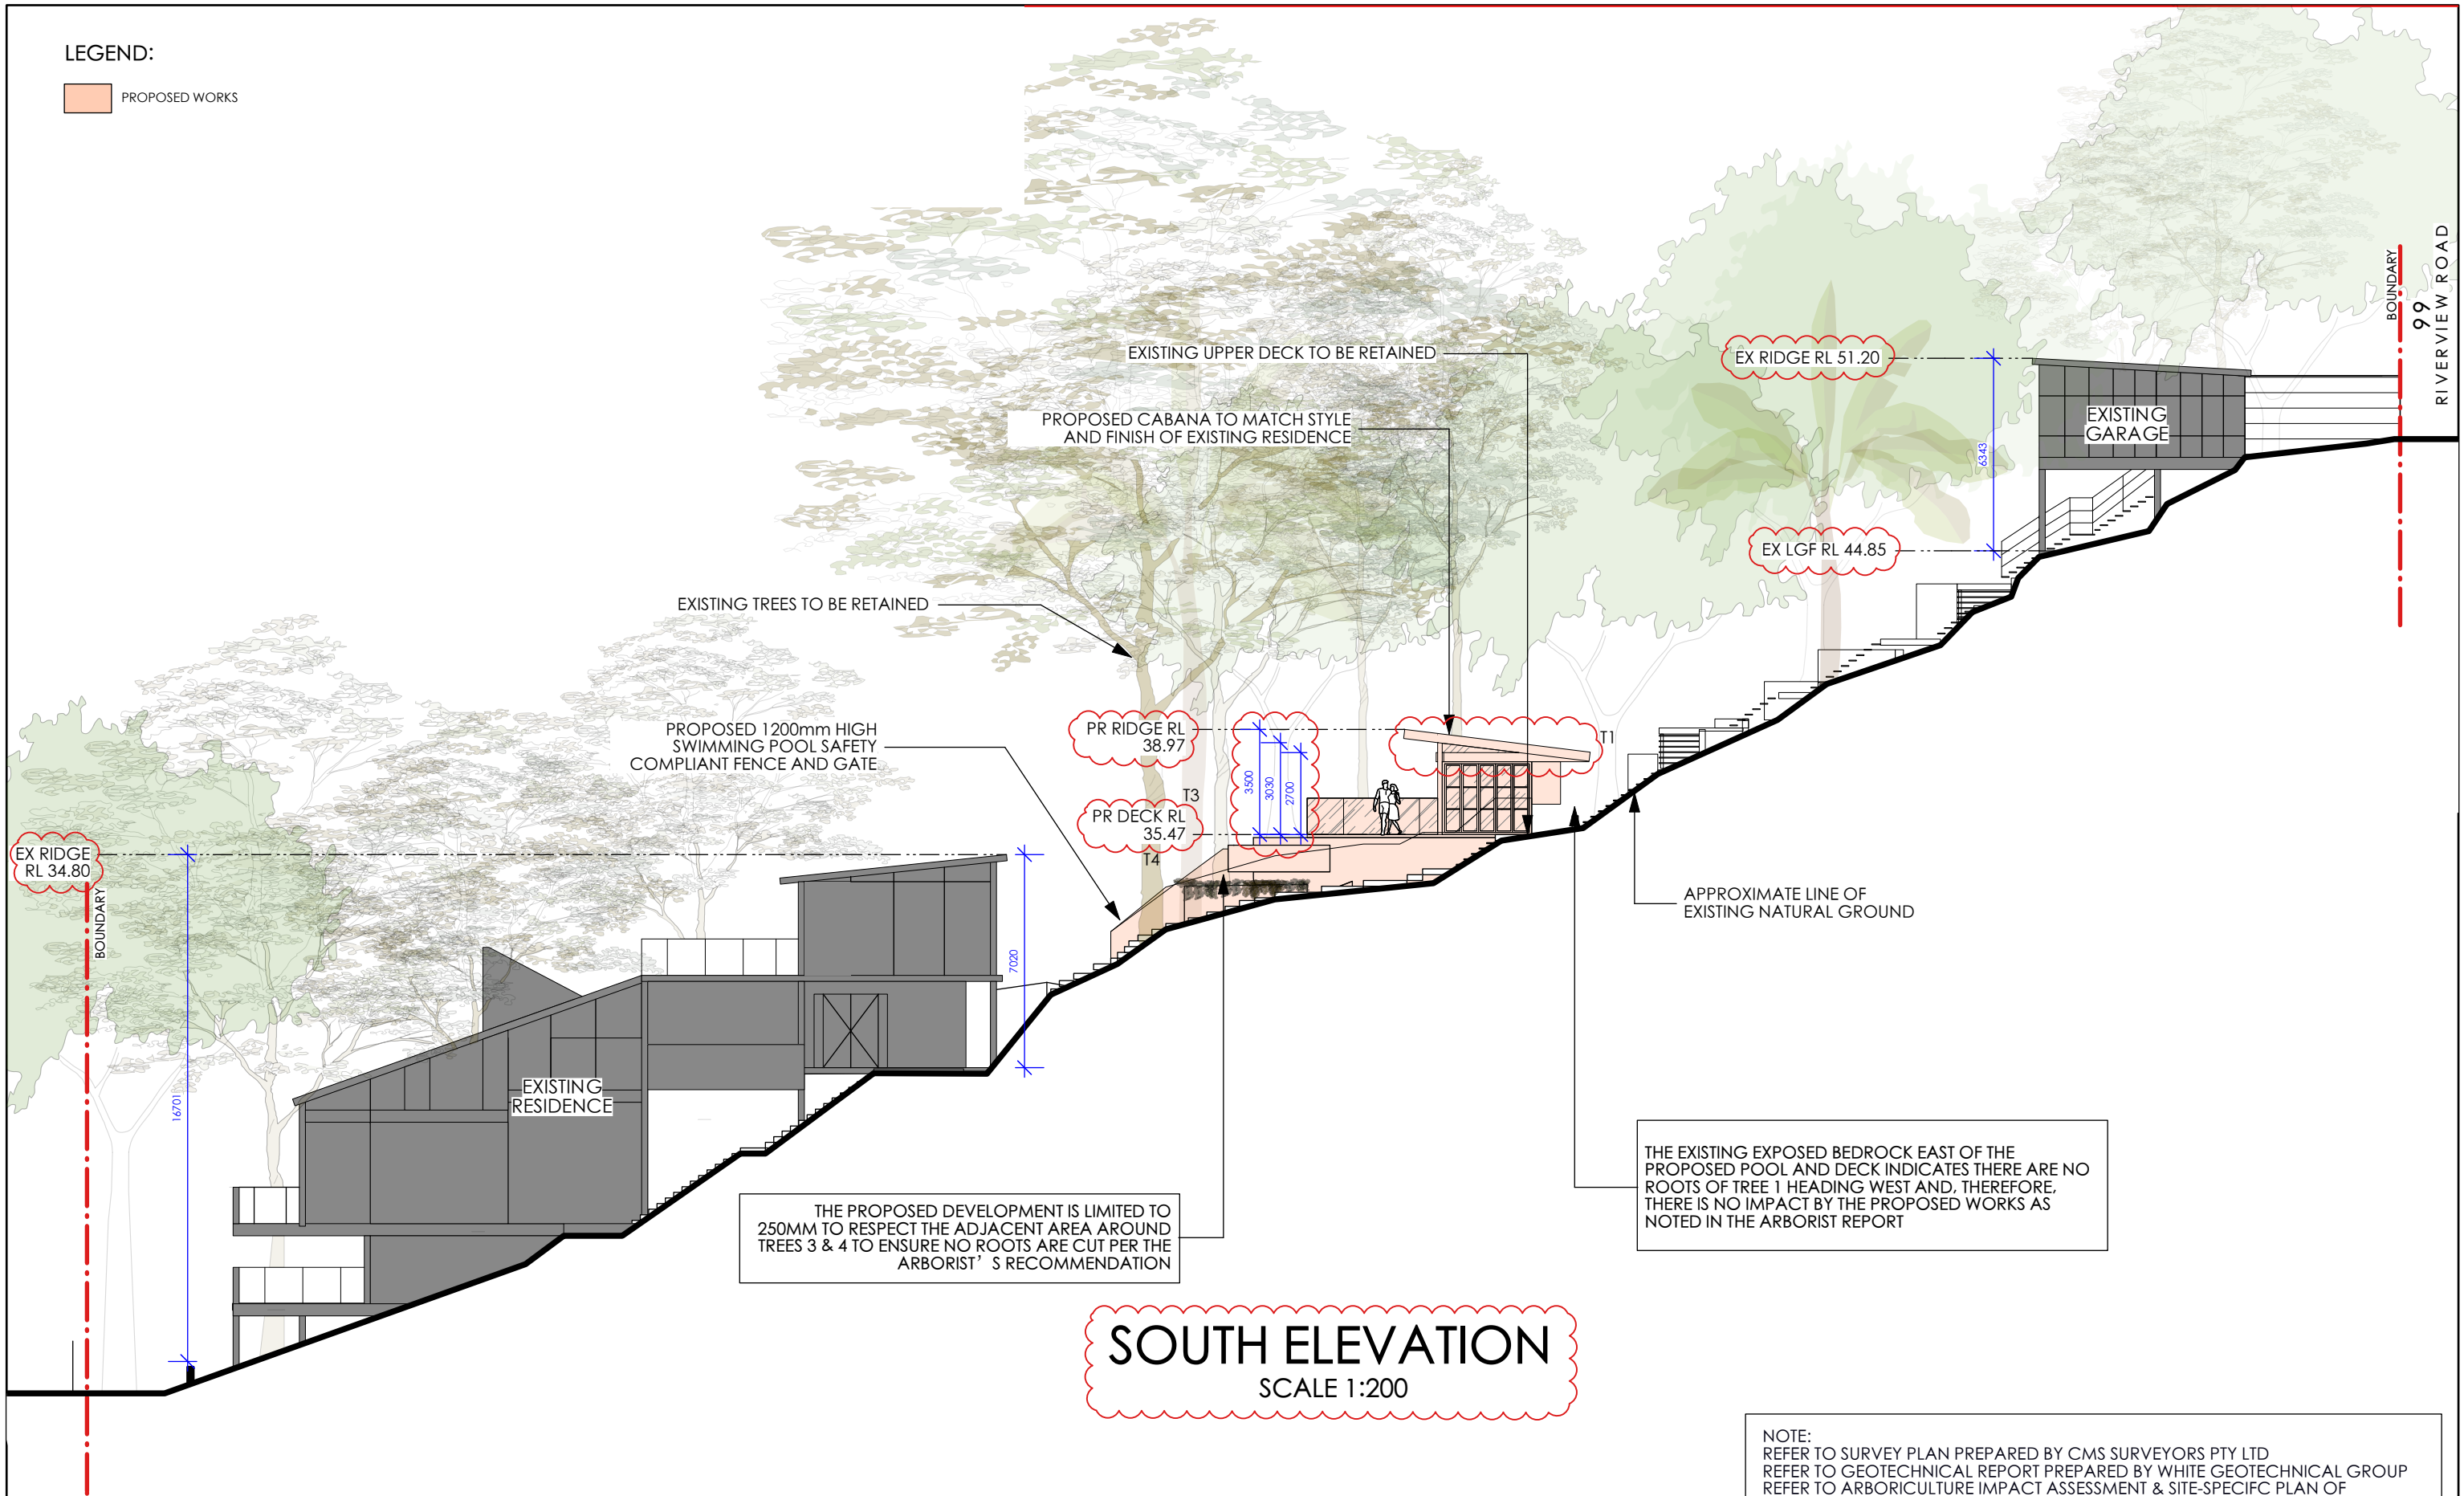 LEGEND:
PROPOSED WORKS
BOUNDARY
99
RIVERVIEW ROAD
EXISTING UPPER DECK TO BE RETAINED
EX RIDGE RL 51.20
PROPOSED CABANA TO MATCH STYLE
AND FINISH OF EXISTING RESIDENCE
EXISTING
GARAGE
6343
EX LGF RL 44.85
EXISTING TREES TO BE RETAINED
PROPOSED 1200mm HIGH
SWIMMING POOL SAFETY
COMPLIANT FENCE AND GATE
PR RIDGE RL
38.97
T1
3500
3030
2700
T3
PR DECK RL
35.47
T4
EX RIDGE
RL 34.80
BOUNDARY
APPROXIMATE LINE OF
EXISTING NATURAL GROUND
7020
16701
EXISTING
RESIDENCE
THE EXISTING EXPOSED BEDROCK EAST OF THE
PROPOSED POOL AND DECK INDICATES THERE ARE NO
ROOTS OF TREE 1 HEADING WEST AND, THEREFORE,
THERE IS NO IMPACT BY THE PROPOSED WORKS AS
NOTED IN THE ARBORIST REPORT
THE PROPOSED DEVELOPMENT IS LIMITED TO
250MM TO RESPECT THE ADJACENT AREA AROUND
TREES 3 & 4 TO ENSURE NO ROOTS ARE CUT PER THE
ARBORIST' S RECOMMENDATION
SOUTH ELEVATION
SCALE 1:200
NOTE:
REFER TO SURVEY PLAN PREPARED BY CMS SURVEYORS PTY LTD
REFER TO GEOTECHNICAL REPORT PREPARED BY WHITE GEOTECHNICAL GROUP
REFER TO ARBORICULTURE IMPACT ASSESSMENT & SITE-SPECIFC PLAN OF